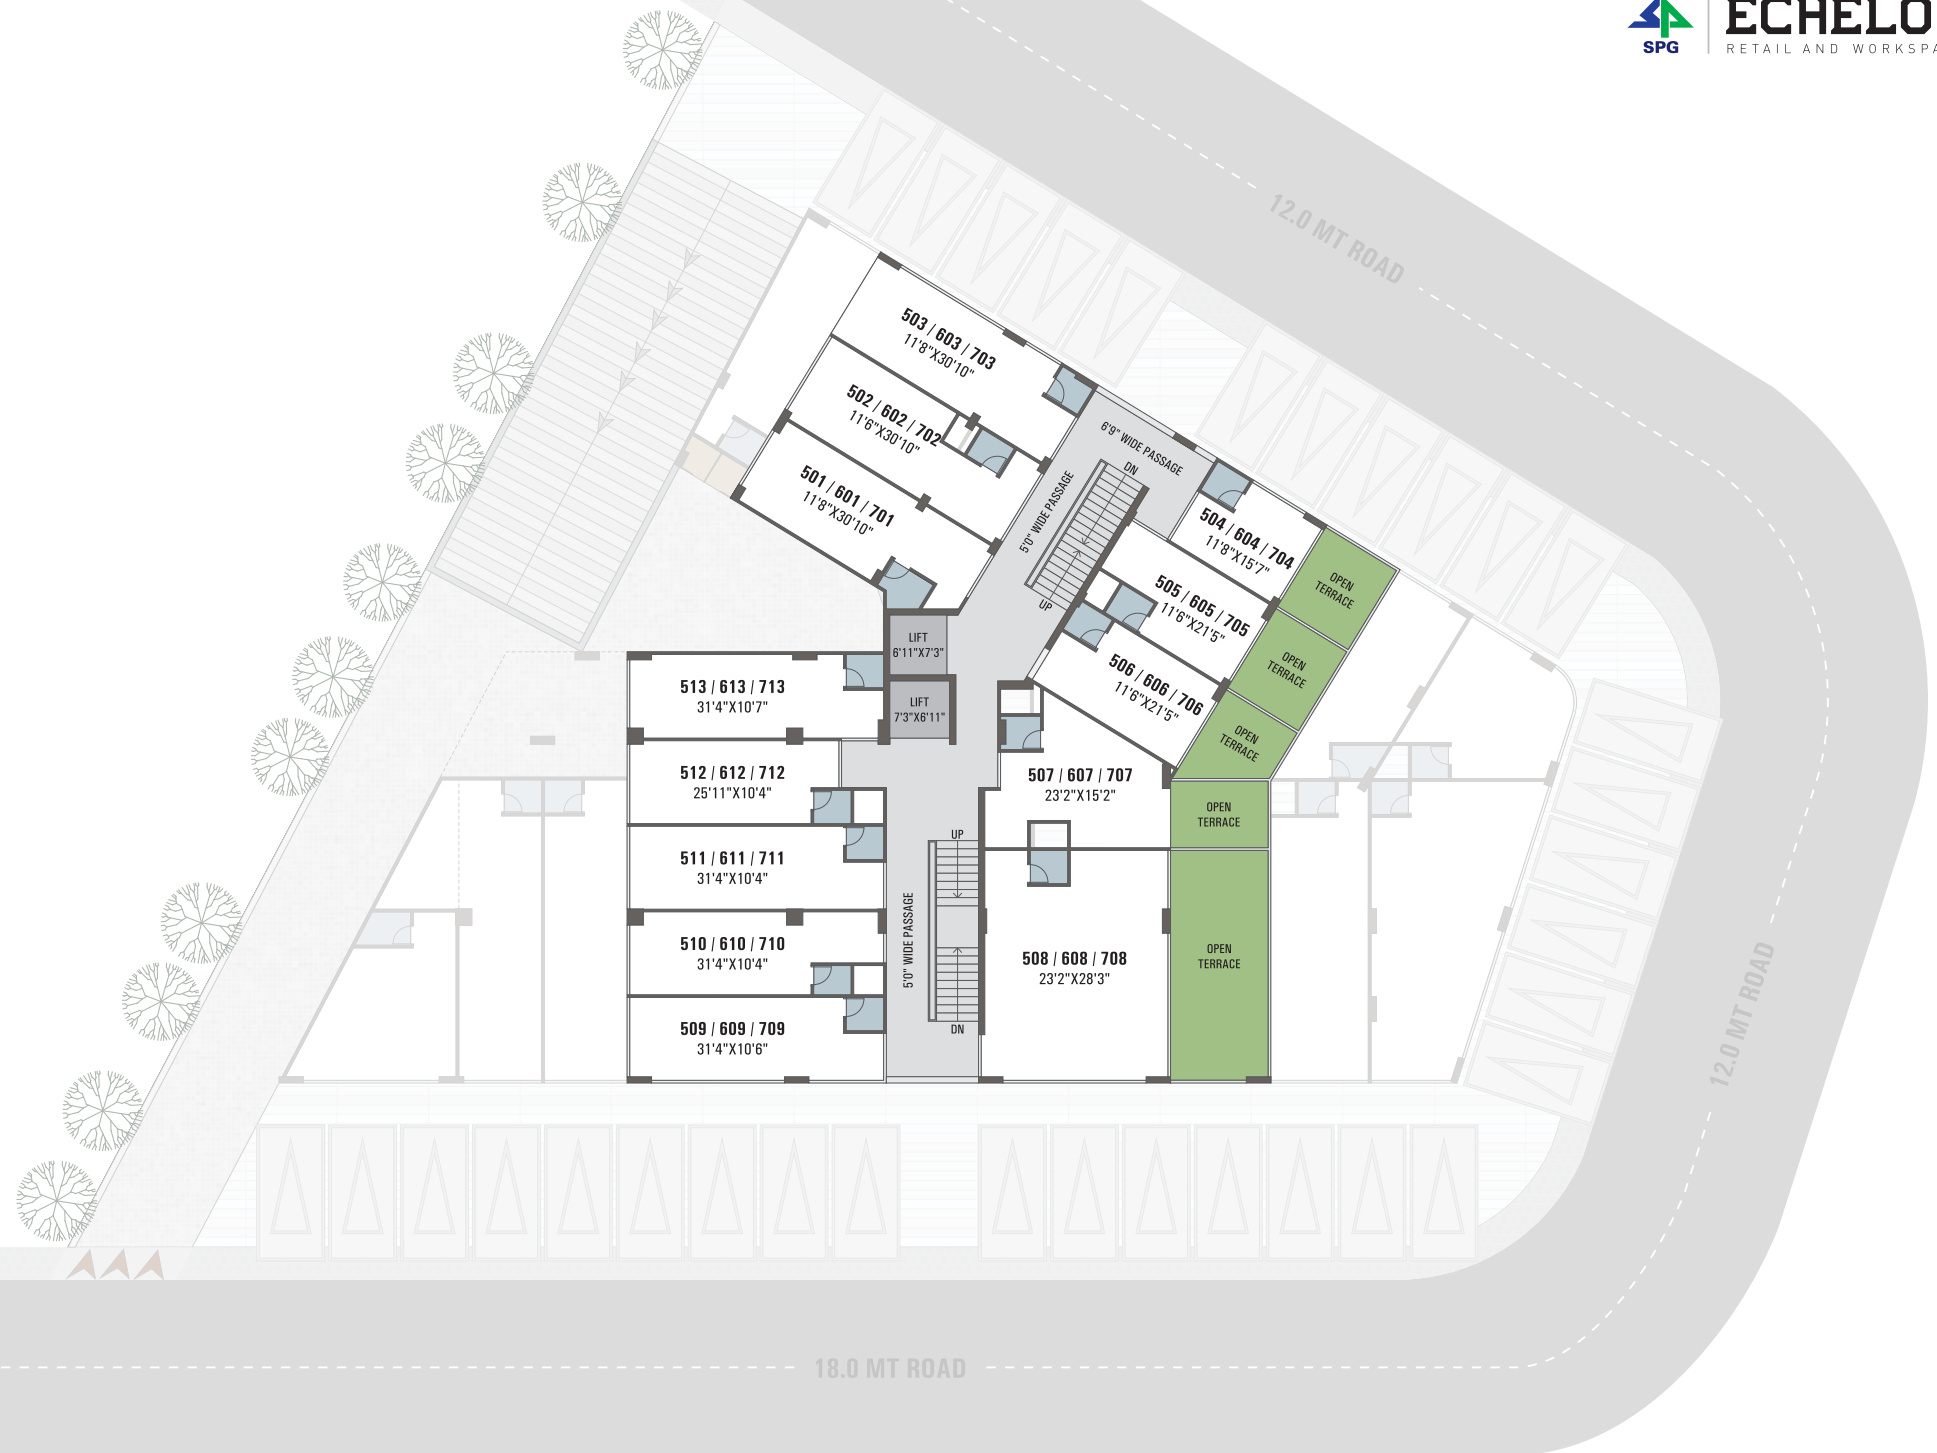 ECHELO
RETAIL AND WORKSPA
SPG
12.0 MT ROAD
503 / 603 / 703
11'8"X30'10"
502 / 602 / 702
11'6"X30'10"
501 / 601 / 701
11'8"X30'10"
6'9" WIDE PASSAGE
5'0" WIDE PASSAGE
DN
UP
504 / 604 / 704
11'8"X15'7"
505 / 605 / 705
11'6"X21'5"
506 / 606 / 706
11'6"X21'5"
OPEN
TERRACE
OPEN
TERRACE
OPEN
TERRACE
LIFT
6'11"X7'3"
LIFT
7'3"X6'11"
513 / 613 / 713
31'4"X10'7"
512 / 612 / 712
25'11"X10'4"
507 / 607 / 707
23'2"X15'2"
OPEN
TERRACE
511 / 611 / 711
31'4"X10'4"
UP
5'0" WIDE PASSAGE
510 / 610 / 710
31'4"X10'4"
508 / 608 / 708
23'2"X28'3"
OPEN
TERRACE
509 / 609 / 709
31'4"X10'6"
DN
12.0 MT ROAD
18.0 MT ROAD